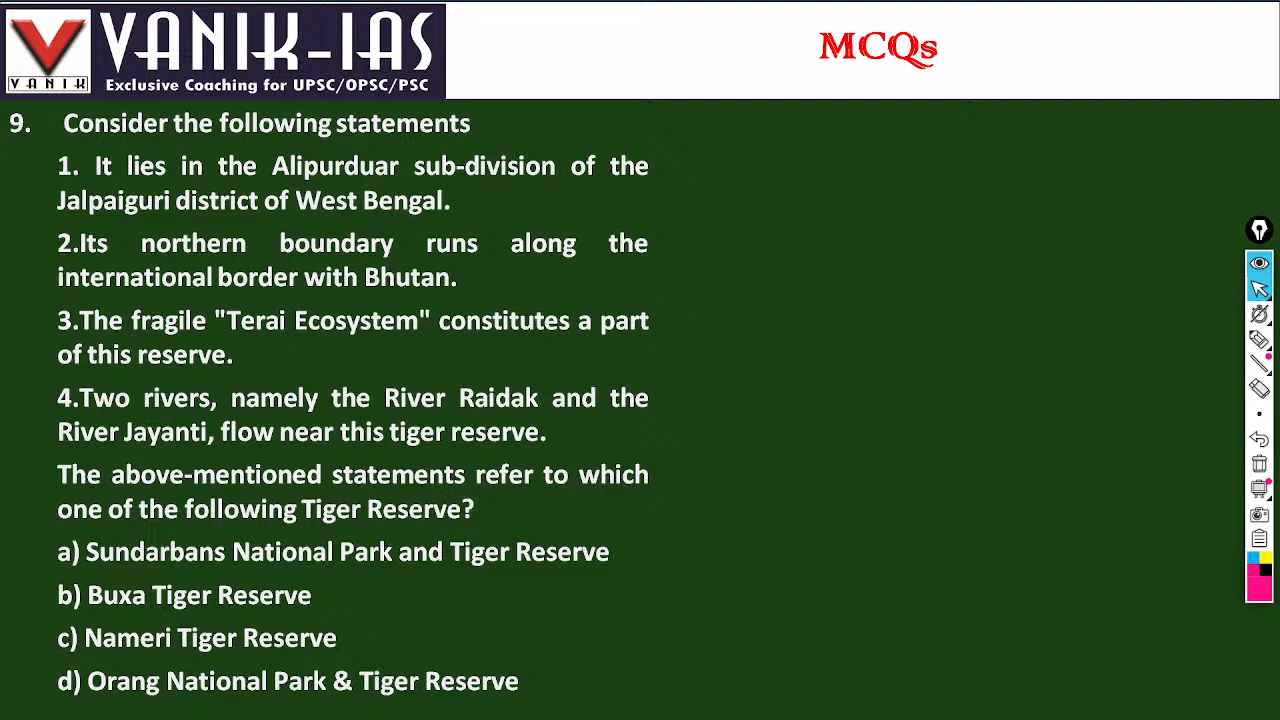 VANIK-IAS
VANIK
Exclusive Coaching for UPSC/OPSC/PSC
MCQs
9. Consider the following statements
1. It lies in the Alipurduar sub-division of the
Jalpaiguri district of West Bengal.
2.Its northern boundary runs along the
international border with Bhutan.
3.The fragile "Terai Ecosystem" constitutes a part
of this reserve.
4.Two rivers, namely the River Raidak and the
River Jayanti, flow near this tiger reserve.
The above-mentioned statements refer to which
one of the following Tiger Reserve?
a) Sundarbans National Park and Tiger Reserve
b) Buxa Tiger Reserve
c) Nameri Tiger Reserve
d) Orang National Park & Tiger Reserve